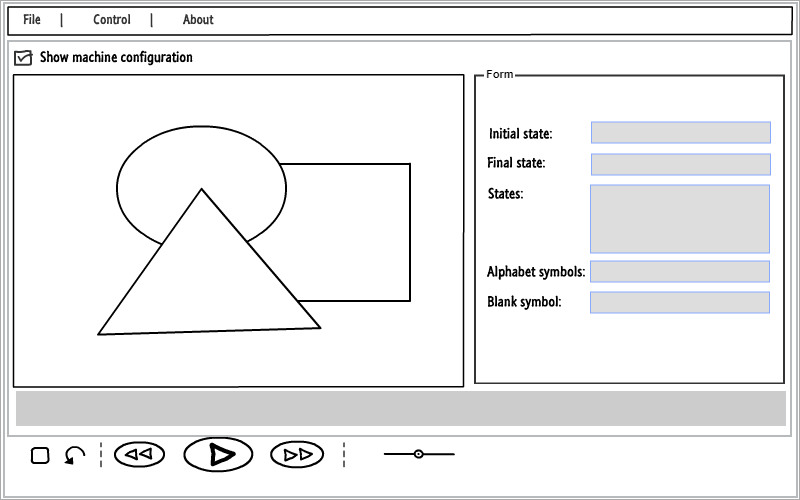 File | Control | About
Show machine configuration
Form
Initial state:
Final state:
States:
Alphabet symbols:
Blank symbol: